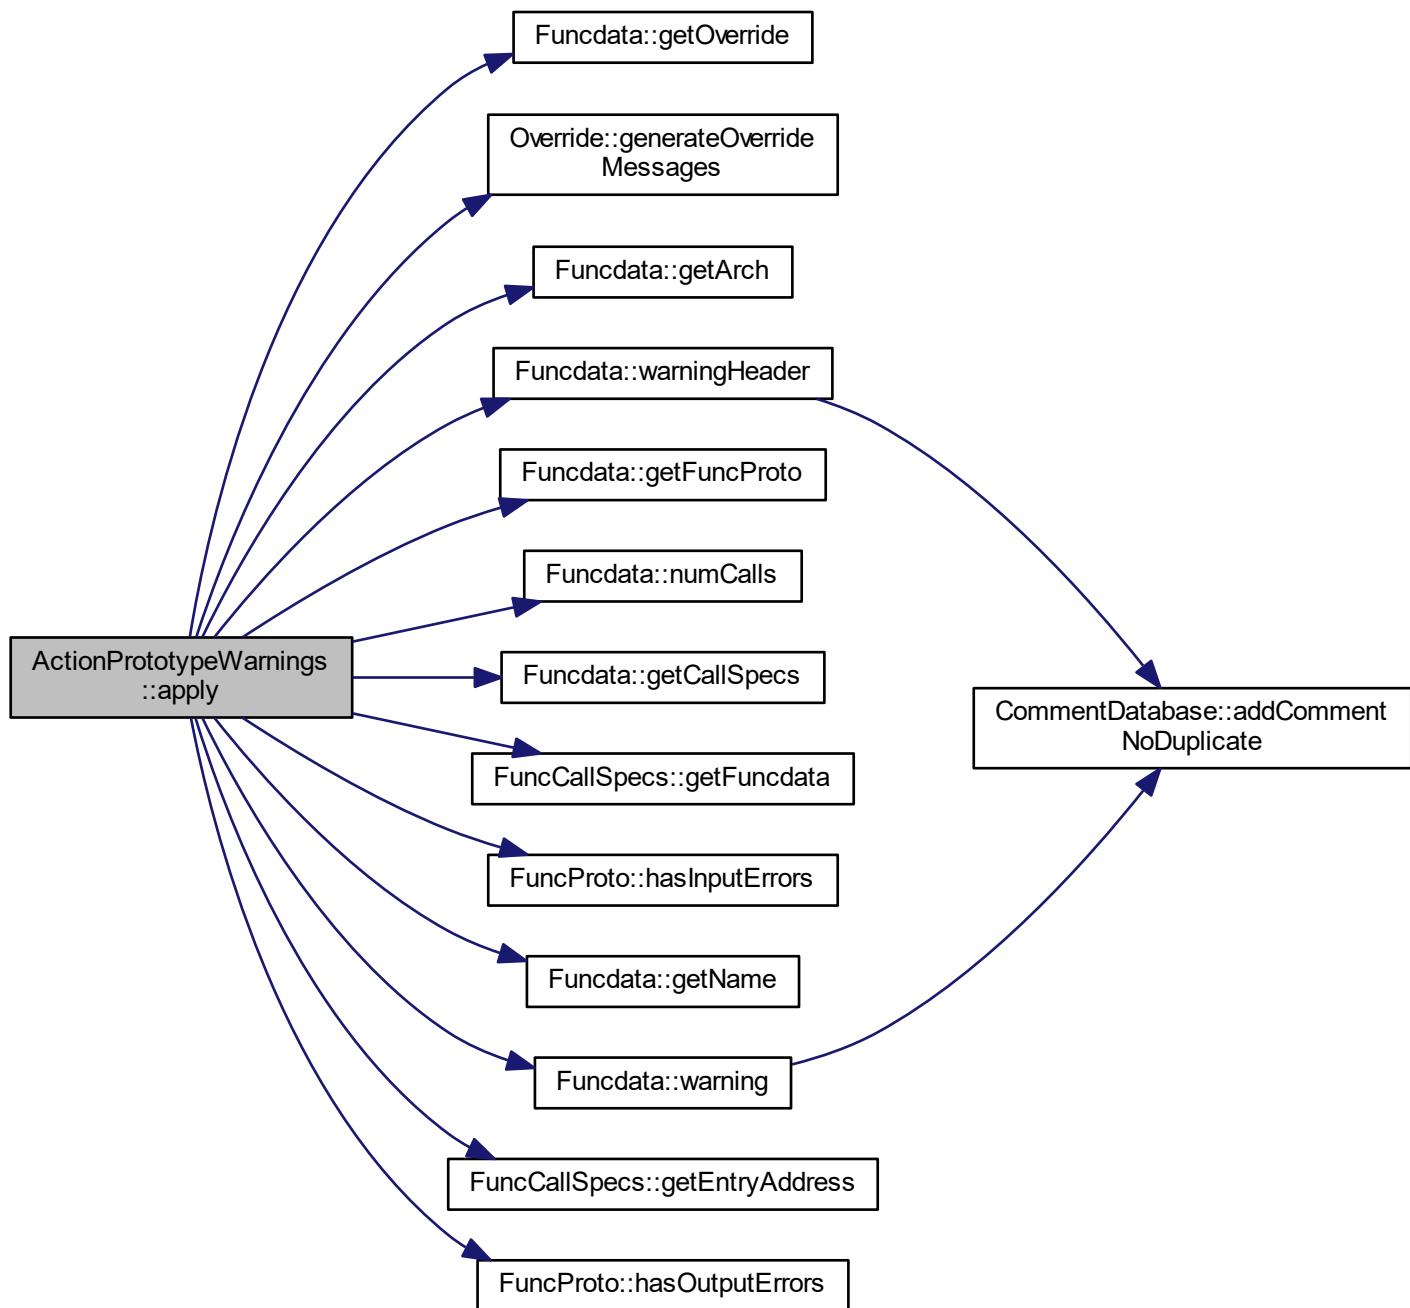 Funcdata::getOverride
Override::generateOverride
Messages
Funcdata::getArch
Funcdata::warningHeader
Funcdata::getFuncProto
Funcdata::numCalls
ActionPrototypeWarnings
::apply
Funcdata::getCallSpecs
CommentDatabase::addComment
NoDuplicate
FuncCallSpecs::getFuncdata
FuncProto::hasInputErrors
Funcdata::getName
Funcdata::warning
FuncCallSpecs::getEntryAddress
FuncProto::hasOutputErrors